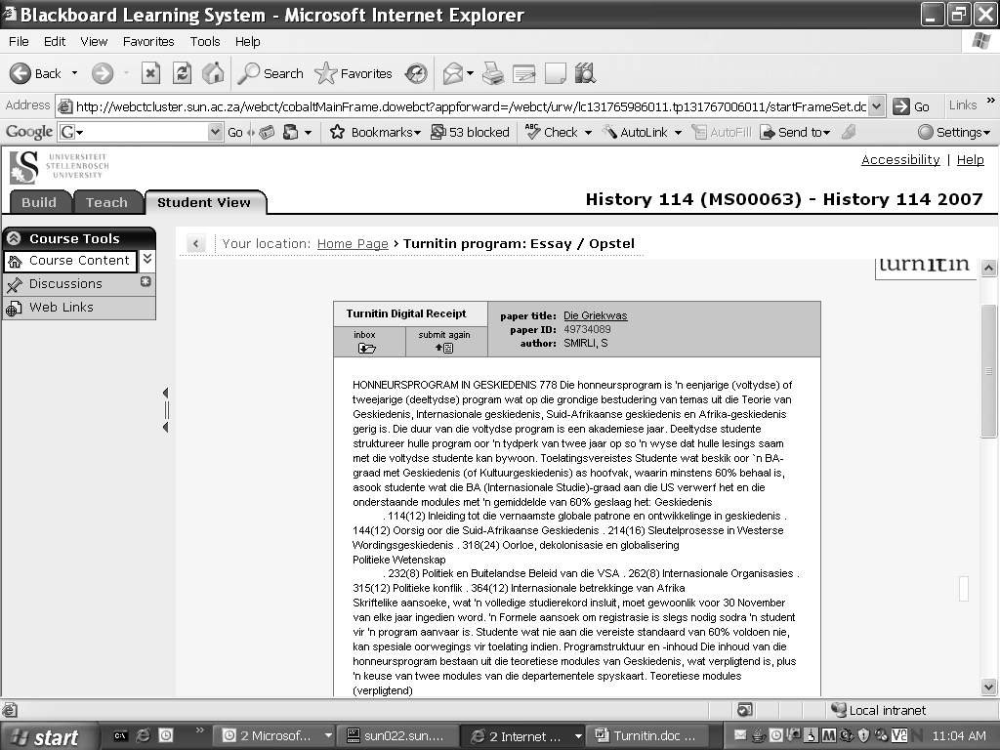 Blackboard Learning System - Microsoft Internet Explorer
File Edit View Favorites Tools Help
Back Search Favorites
Address http://webctcluster.sun.ac.za/webct/cobaltMainFrame.dowebct?appforward=/webct/urw/lc131765986011.tp131767006011/startFrameSet.dc Go Links »
Google G Go Bookmarks 53 blocked ABC Check AutoLink AutoFill Send to Settings
UNIVERSITEIT
STELLENBOSCH
UNIVERSITY
Accessibility | Help
Build Teach Student View
History 114 (MS00063) - History 114 2007
Course Tools
Course Content
Discussions
Web Links
Your location: Home Page › Turnitin program: Essay / Opstel
turnitin
Turnitin Digital Receipt
inbox submit again
paper title: Die Griekwas
paper ID: 49734089
author: SMIRLI, S
HONNEURSPROGRAM IN GESKIEDENIS 778 Die honneursprogram is 'n eenjarige (voltydse) of
tweejarige (deeltydse) program wat op die grondige bestudering van temas uit die Teorie van
Geskiedenis, Internasionale geskiedenis, Suid-Afrikaanse geskiedenis en Afrika-geskiedenis
gerig is. Die duur van die voltydse program is een akademiese jaar. Deeltydse studente
struktureer hulle program oor 'n tydperk van twee jaar op so 'n wyse dat hulle lesings saam
met die voltydse studente kan bywoon. Toelatingsvereistes Studente wat beskik oor `n BA-
graad met Geskiedenis (of Kultuurgeskiedenis) as hoofvak, waarin minstens 60% behaal is,
asook studente wat die BA (Internasionale Studie)-graad aan die US verwerf het en die
onderstaande modules met 'n gemiddelde van 60% geslaag het: Geskiedenis
. 114(12) Inleiding tot die vernaamste globale patrone en ontwikkelinge in geskiedenis .
144(12) Oorsig oor die Suid-Afrikaanse Geskiedenis . 214(16) Sleutelprosesse in Westerse
Wordingsgeskiedenis . 318(24) Oorloe, dekolonisasie en globalisering
Politieke Wetenskap
. 232(8) Politiek en Buitelandse Beleid van die VSA . 262(8) Internasionale Organisasies .
315(12) Politieke konflik . 364(12) Internasionale betrekkinge van Afrika
Skriftelike aansoeke, wat 'n volledige studierekord insluit, moet gewoonlik voor 30 November
van elke jaar ingedien word. 'n Formele aansoek om registrasie is slegs nodig sodra 'n student
vir 'n program aanvaar is. Studente wat nie aan die vereiste standaard van 60% voldoen nie,
kan spesiale oorwegings vir toelating indien. Programstruktuur en -inhoud Die inhoud van die
honneursprogram bestaan uit die teoretiese modules van Geskiedenis, wat verpligtend is, plus
'n keuse van twee modules van die departementele spyskaart. Teoretiese modules
(verpligtend)
Local intranet
start » 2 Microsof... sun022.sun.... 2 Internet ... Turnitin.doc ... 11:04 AM